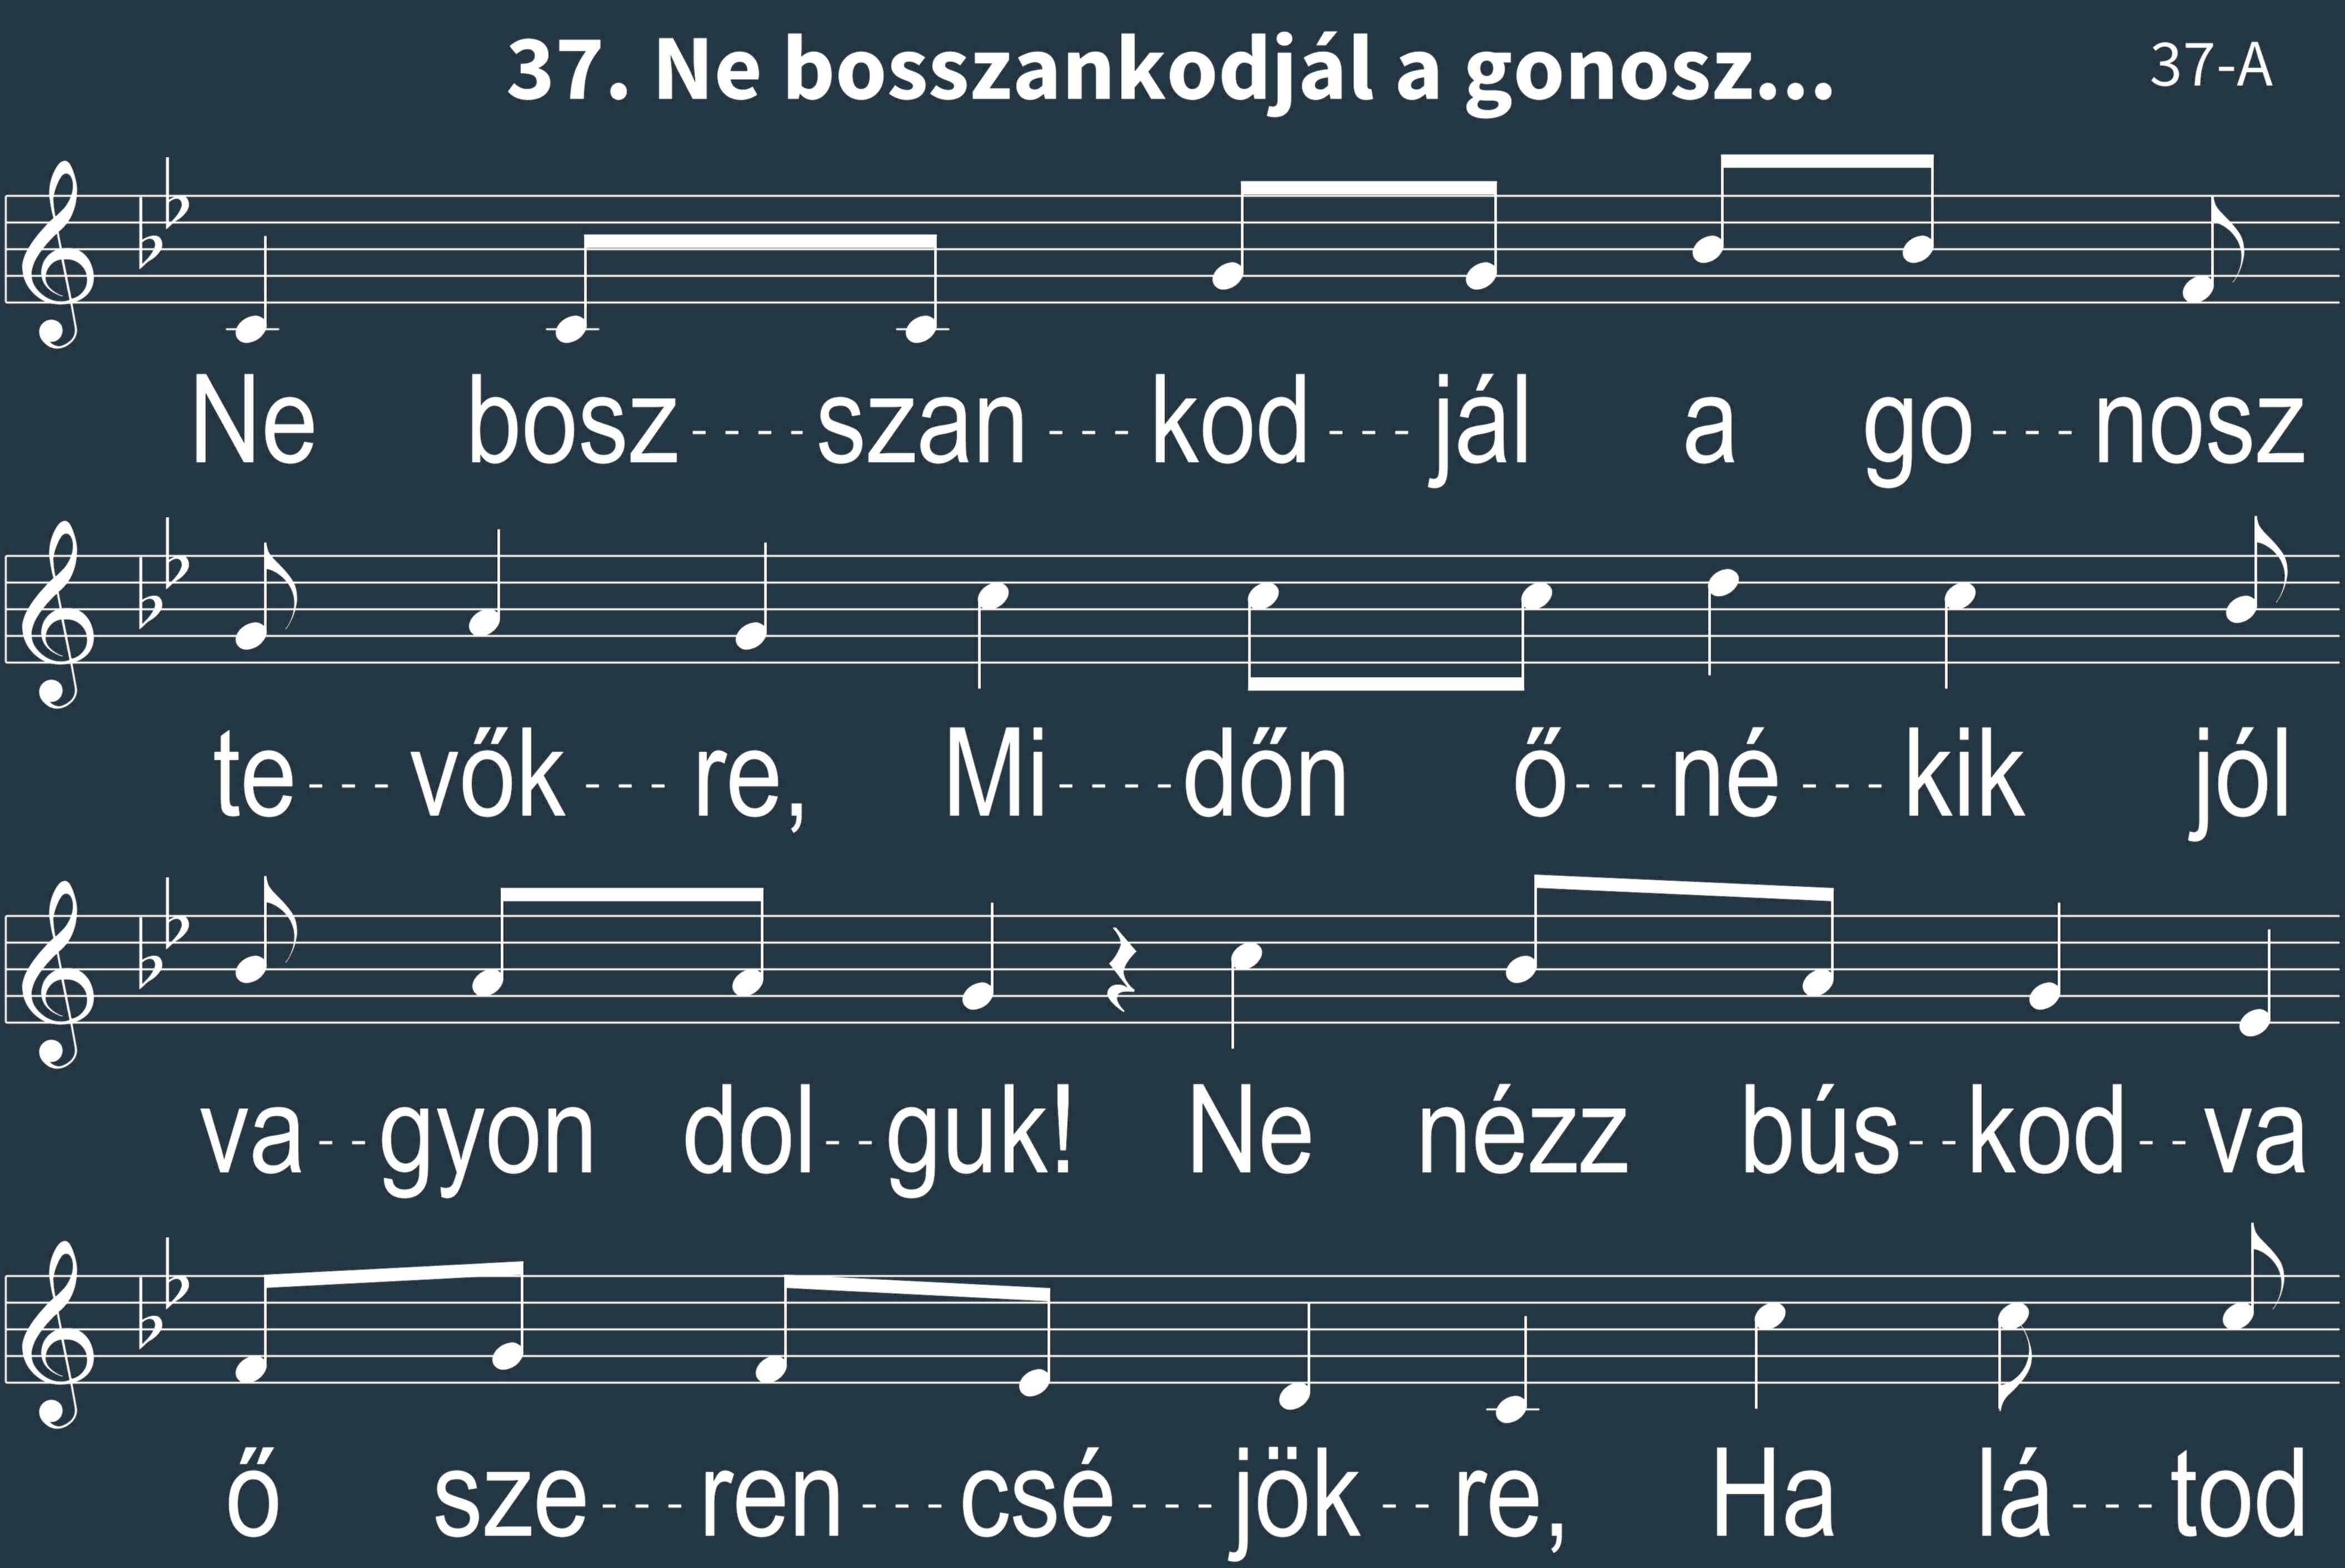 37. Ne bosszankodjál a gonosz...
37-A
Ne bosz----szan---kod---jál a go---nosz
te---vők---re, Mi----dőn ő---né---kik jól
va--gyon dol--guk! Ne nézz bús--kod--va
ő sze---ren---csé---jök--re, Ha lá---tod